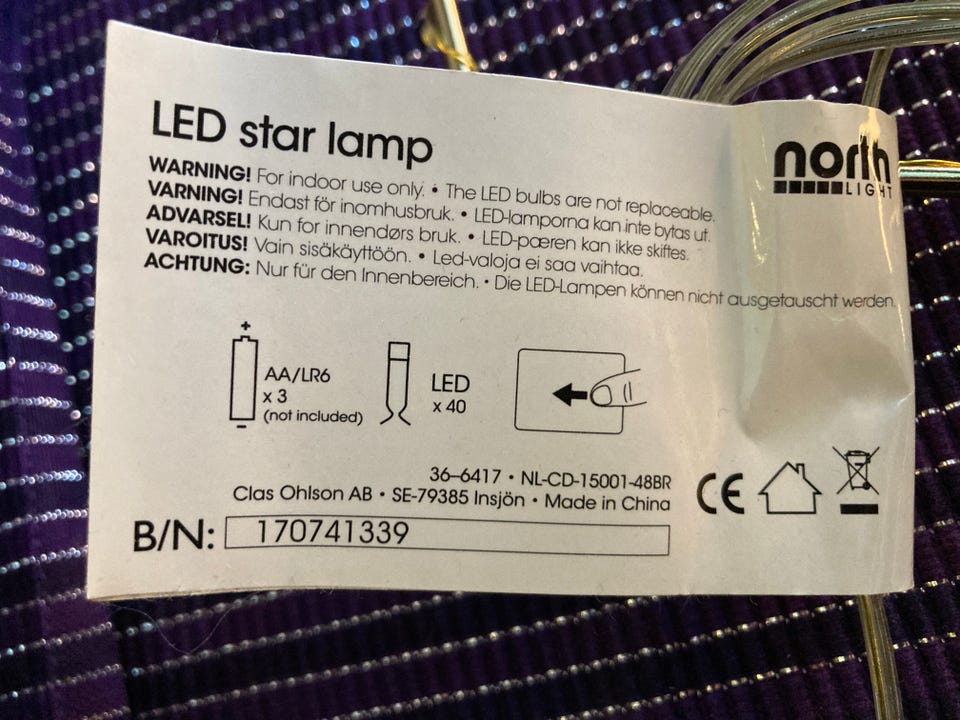 LED star lamp
north
LIGHT
WARNING! For indoor use only. • The LED bulbs are not replaceable.
VARNING! Endast för inomhusbruk. • LED-lamporna kan inte bytas ut.
ADVARSEL! Kun for innendørs bruk. • LED-pæren kan ikke skiftes.
VAROITUS! Vain sisäkäyttöön. • Led-valoja ei saa vaihtaa.
ACHTUNG: Nur für den Innenbereich. • Die LED-Lampen können nicht ausgetauscht werden.
+
AA/LR6
x 3
(not included)
–
LED
x 40
36–6417 • NL-CD-15001-48BR
Clas Ohlson AB • SE-79385 Insjön • Made in China
CE
B/N: 170741339